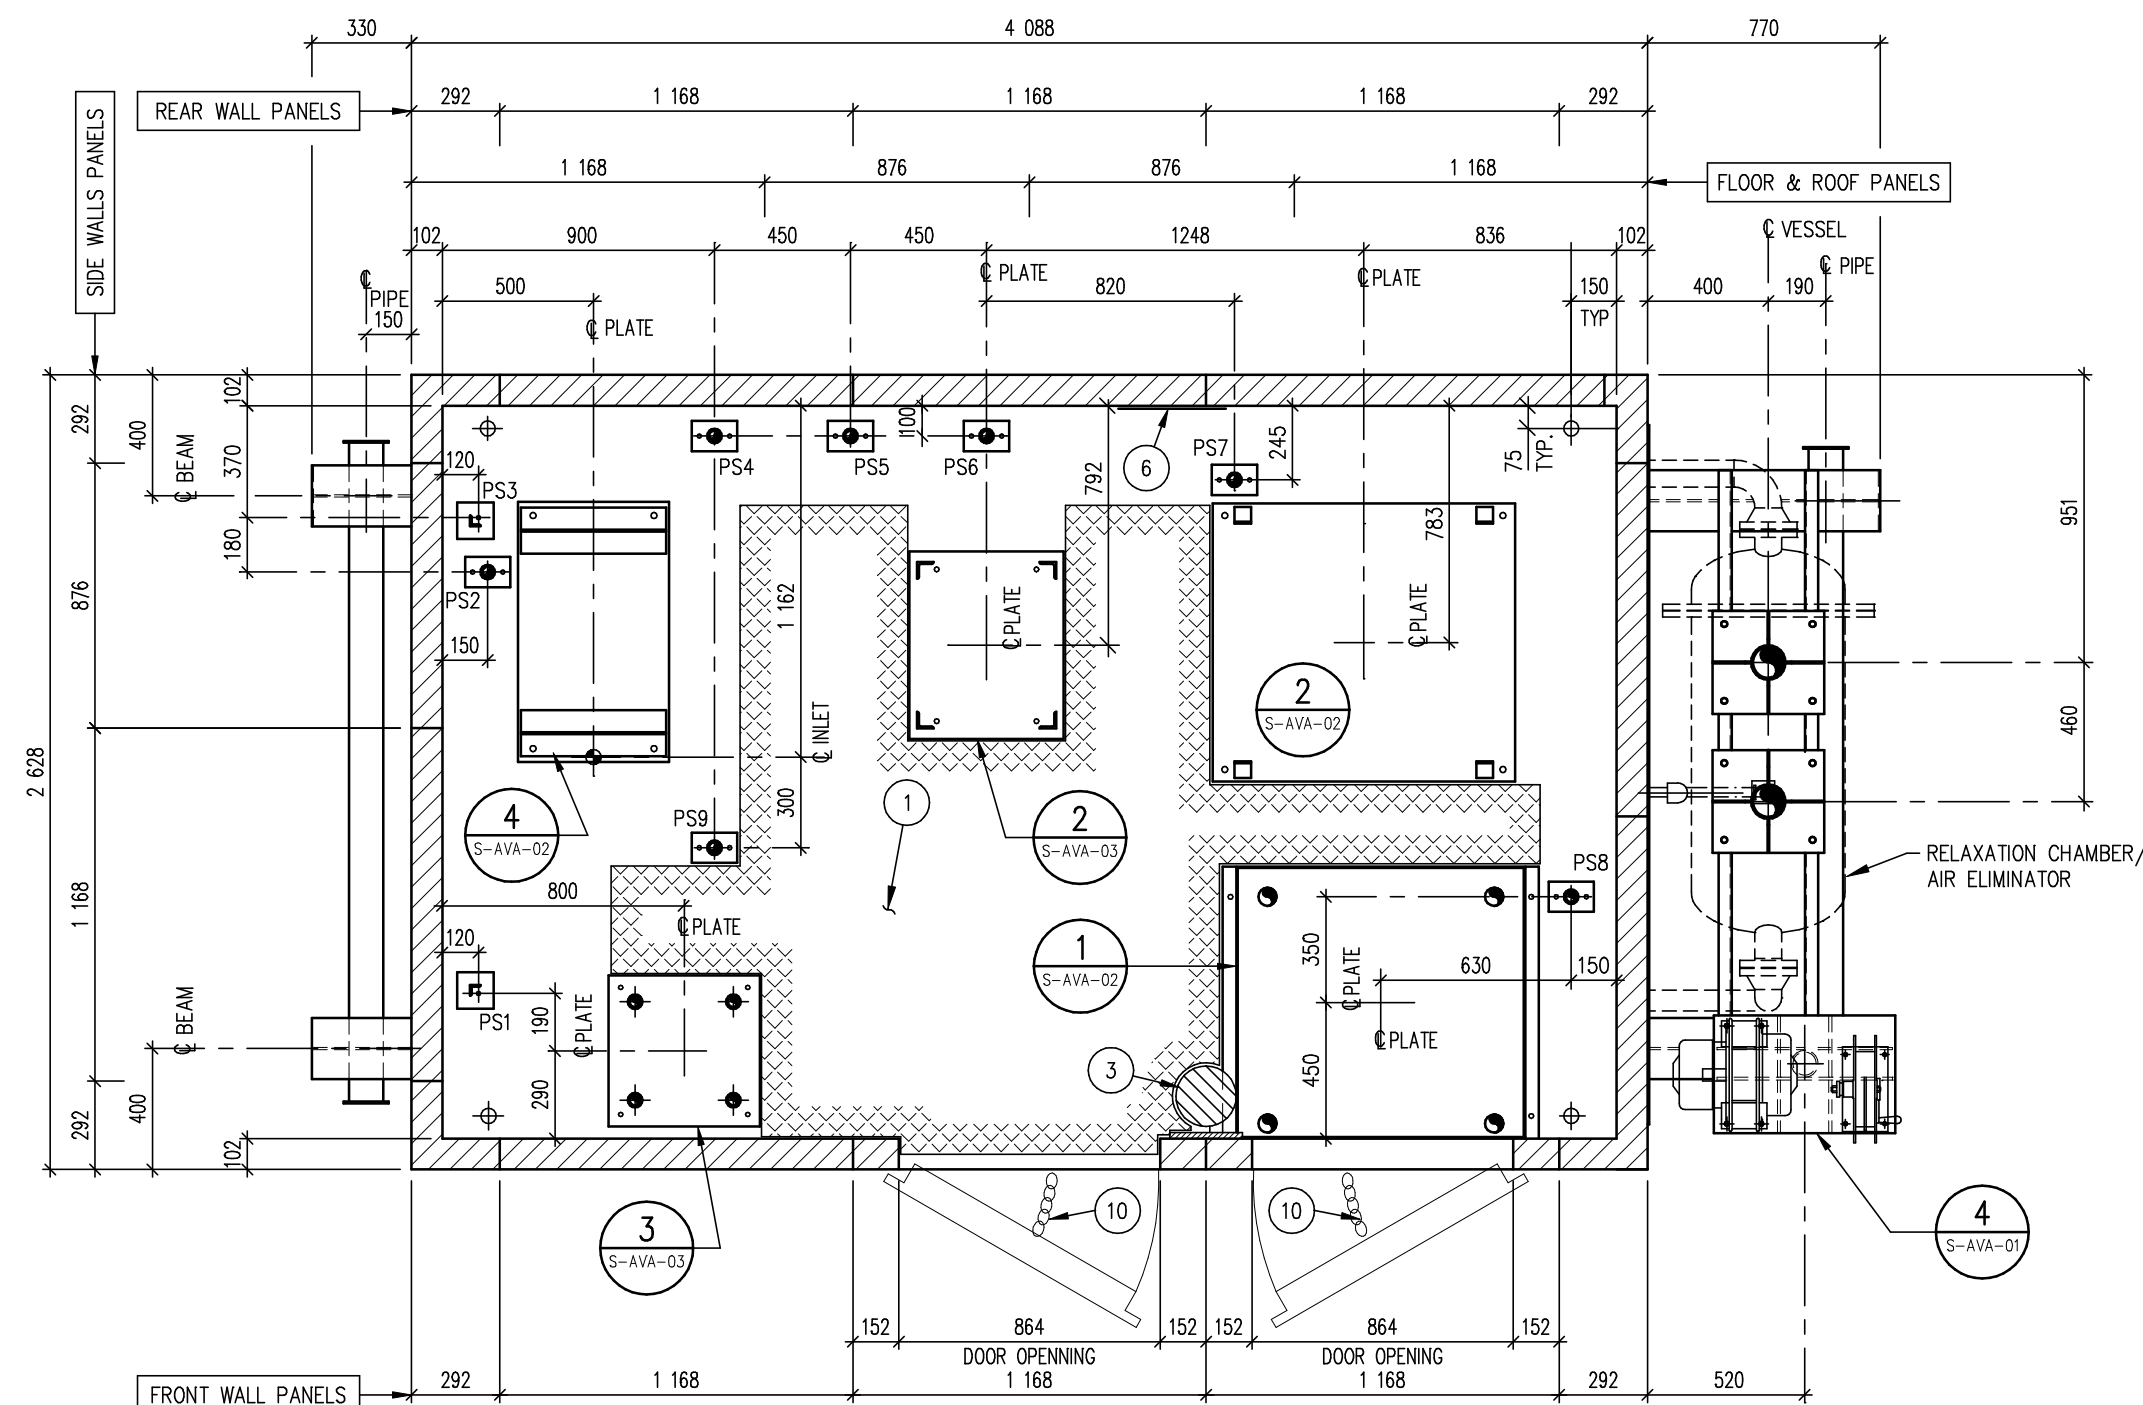 330
4 088
770
REAR WALL PANELS
292
1 168
1 168
1 168
292
SIDE WALLS PANELS
1 168
876
876
1 168
FLOOR & ROOF PANELS
102
900
450
450
1248
836
102
℄ VESSEL
℄ PIPE
℄ PLATE
℄ PLATE
℄ PIPE
150
500
820
150
TYP
400
190
℄ PLATE
2 628
292
876
1 168
292
400
400
102
370
180
102
℄ BEAM
℄ BEAM
120
PS3
PS2
150
PS4
PS5
100
PS6
6
PS7
245
75
TYP.
792
783
951
460
1 162
℄ PLATE
℄ PLATE
2
S-AVA-02
℄ INLET
300
1
4
S-AVA-02
PS9
2
S-AVA-03
PS8
RELAXATION CHAMBER/
AIR ELIMINATOR
800
℄ PLATE
120
PS1
190
290
℄ PLATE
1
S-AVA-02
350
450
℄ PLATE
630
150
℄ PLATE
3
3
S-AVA-03
10
10
4
S-AVA-01
152
864
152
152
864
152
DOOR OPENNING
DOOR OPENING
FRONT WALL PANELS
292
1 168
1 168
1 168
292
520